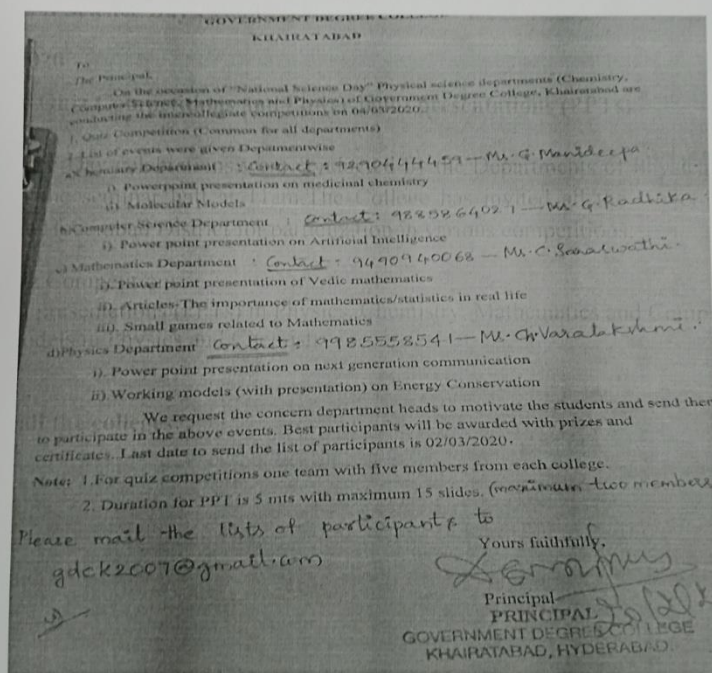 GOVERNMENT DEGREE COLLEGE
KHAIRATABAD
To
The Principal,
On the occasion of "National Science Day" Physical science departments (Chemistry,
Computer Science, Mathematics and Physics) of Government Degree College, Khairatabad are
conducting the intercollegiate competitions on 04/03/2020.
1. Quiz Competition (Common for all departments)
2. List of events were given Depatmentwise
a)Chemistry Department : Contact : - Ms. G. Manideepa
i). Powerpoint presentation on medicinal chemistry
ii). Molecular Models
b)Computer Science Department : Contact : 9885864027 - Ms. G. Radhika
i). Power point presentation on Artificial Intelligence
c) Mathematics Department : Contact - 9490940068 - Ms. C.
i). Power point presentation of Vedic mathematics
ii). Articles-The importance of mathematics/statistics in real life
iii). Small games related to Mathematics
d)Physics Department Contact : 9985558541 - Ms. Ch. Varalakshmi.
i). Power point presentation on next generation communication
ii) Working models (with presentation) on Energy Conservation
We request the concern department heads to motivate the students and send them
to participate in the above events. Best participants will be awarded with prizes and
certificates. Last date to send the list of participants is 02/03/2020.
Note: 1.For quiz competitions one team with five members from each college.
2. Duration for PPT is 5 mts with maximum 15 slides. (maximum two members
Please mail the lists of participants to
gdck2007@gmail.com
Yours faithfully,
Principal
PRINCIPAL
GOVERNMENT DEGREE COLLEGE
KHAIRATABAD, HYDERABAD.